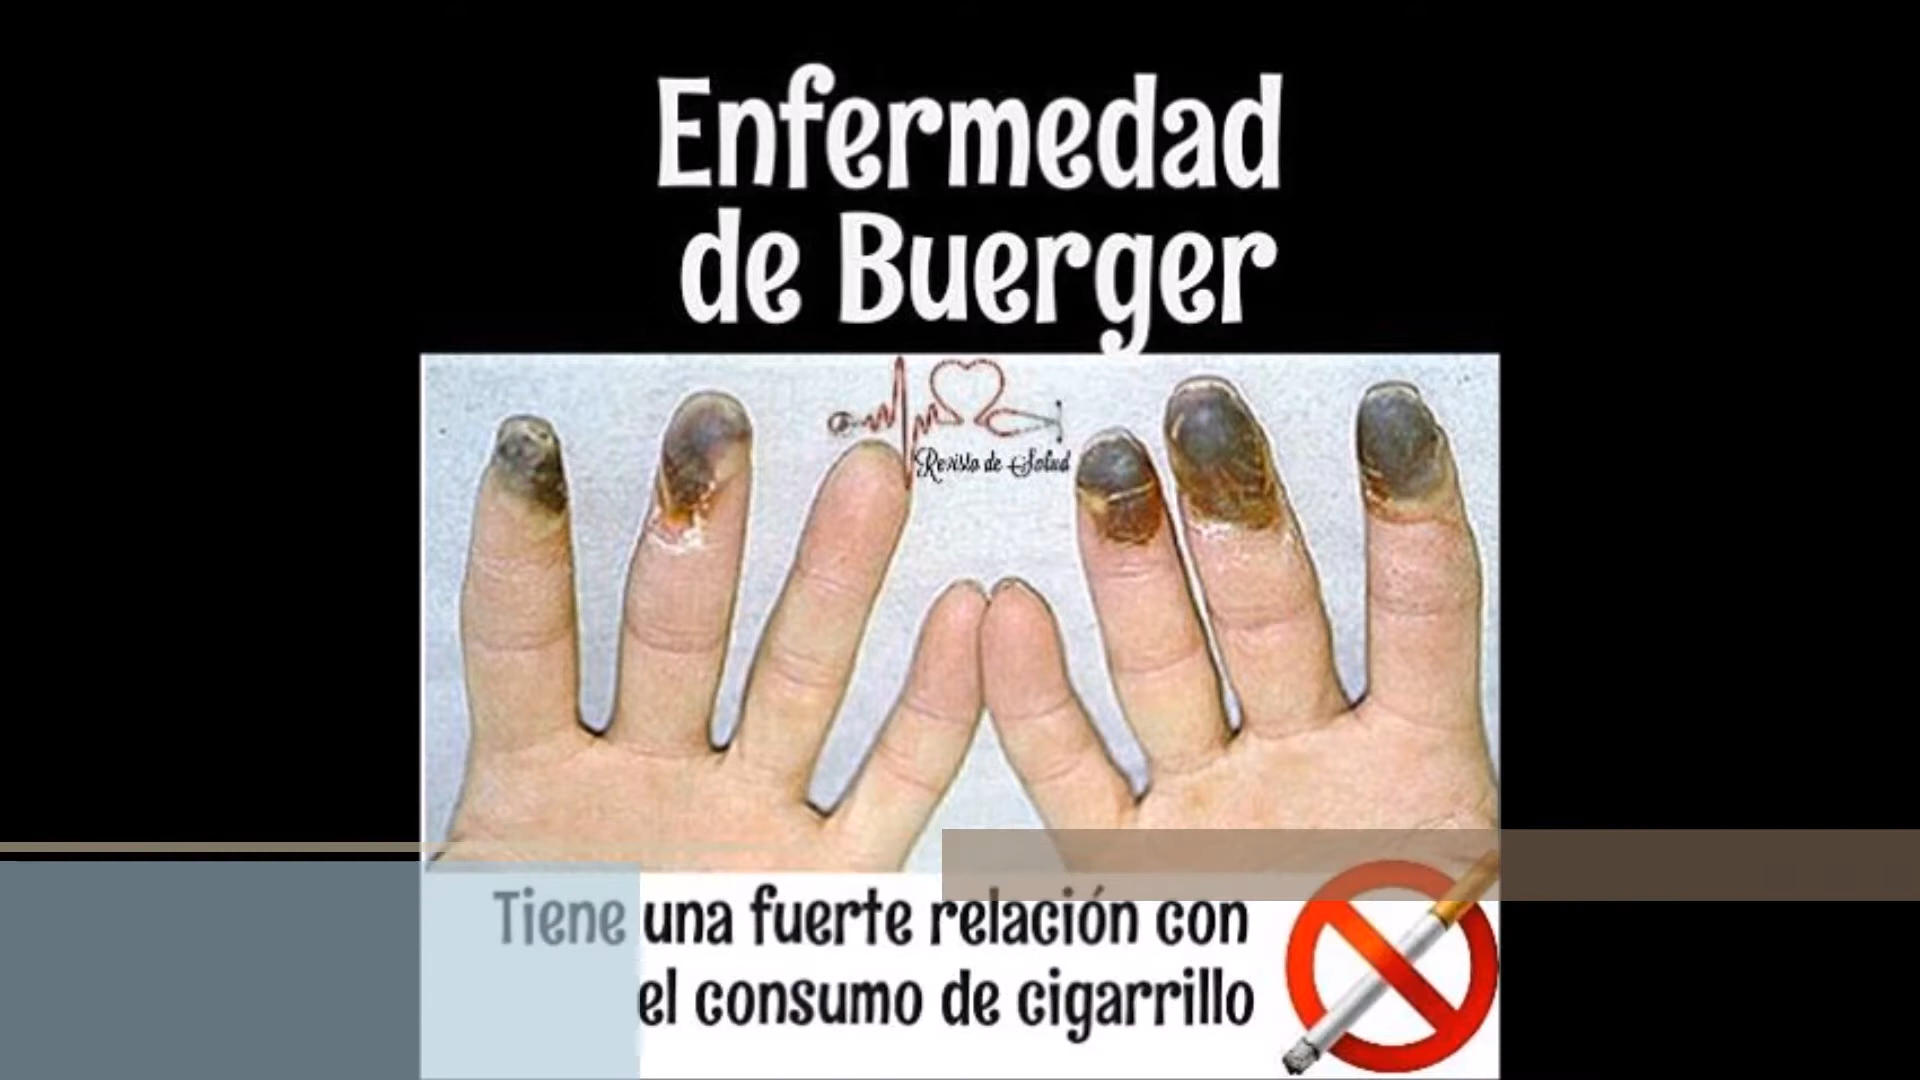 Enfermedad
de Buerger
Revista de Salud
Tiene una fuerte relación con
el consumo de cigarrillo